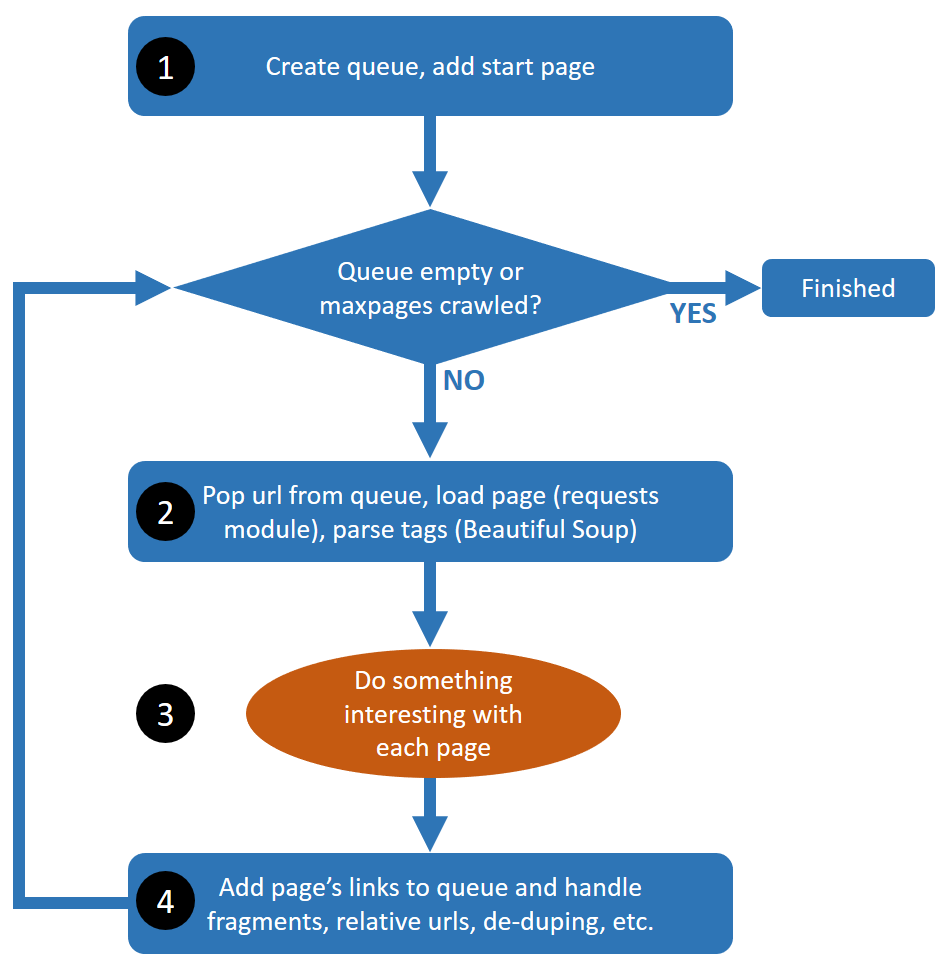 1
Create queue, add start page
Queue empty or
maxpages crawled?
YES
Finished
NO
2
Pop url from queue, load page (requests
module), parse tags (Beautiful Soup)
3
Do something
interesting with
each page
4
Add page’s links to queue and handle
fragments, relative urls, de-duping, etc.